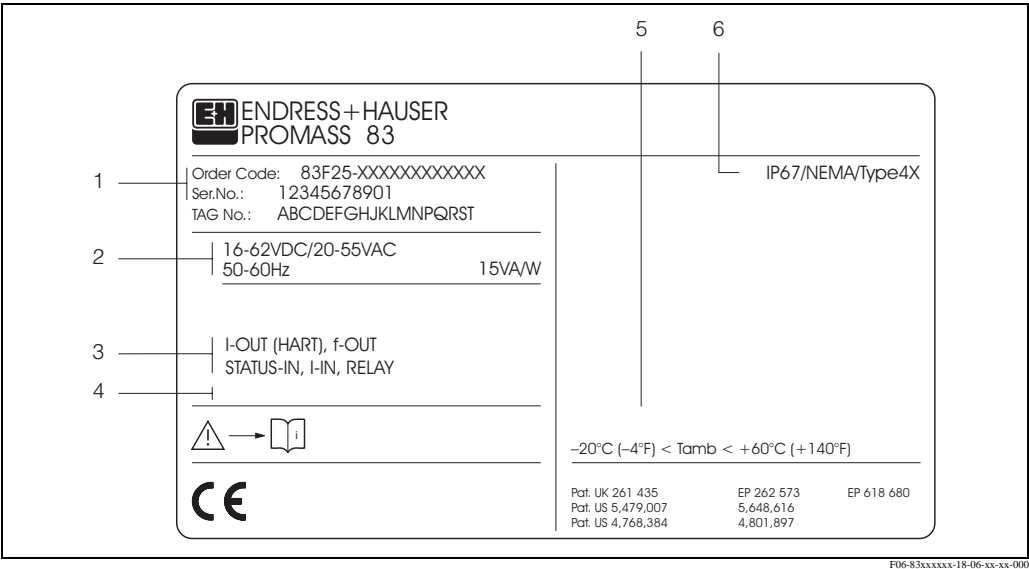 5 6
E+H ENDRESS+HAUSER
PROMASS 83
1 Order Code: 83F25-XXXXXXXXXXXX
Ser.No.: 12345678901
TAG No.: ABCDEFGHJKLMNPQRST
IP67/NEMA/Type4X
2 16-62VDC/20-55VAC
50-60Hz 15VA/W
3 I-OUT (HART), f-OUT
STATUS-IN, I-IN, RELAY
4
i
–20°C (–4°F) < Tamb < +60°C (+140°F)
CE
Pat. UK 261 435 EP 262 573 EP 618 680
Pat. US 5,479,007 5,648,616
Pat. US 4,768,384 4,801,897
F06-83xxxxxx-18-06-xx-xx-000